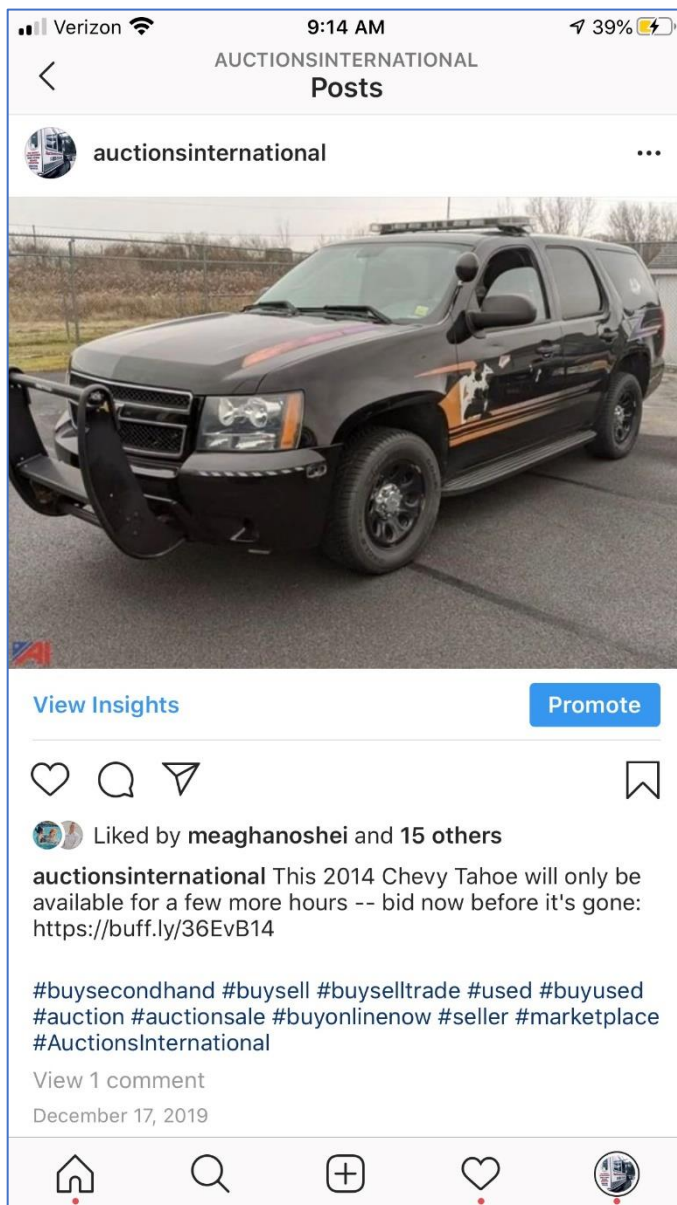 Verizon 9:14 AM 39%
AUCTIONSINTERNATIONAL
Posts
auctionsinternational
AI
View Insights Promote
Liked by meaghanoshei and 15 others
auctionsinternational This 2014 Chevy Tahoe will only be
available for a few more hours -- bid now before it's gone:
https://buff.ly/36EvB14
#buysecondhand #buysell #buyselltrade #used #buyused
#auction #auctionsale #buyonlinenow #seller #marketplace
#AuctionsInternational
View 1 comment
December 17, 2019